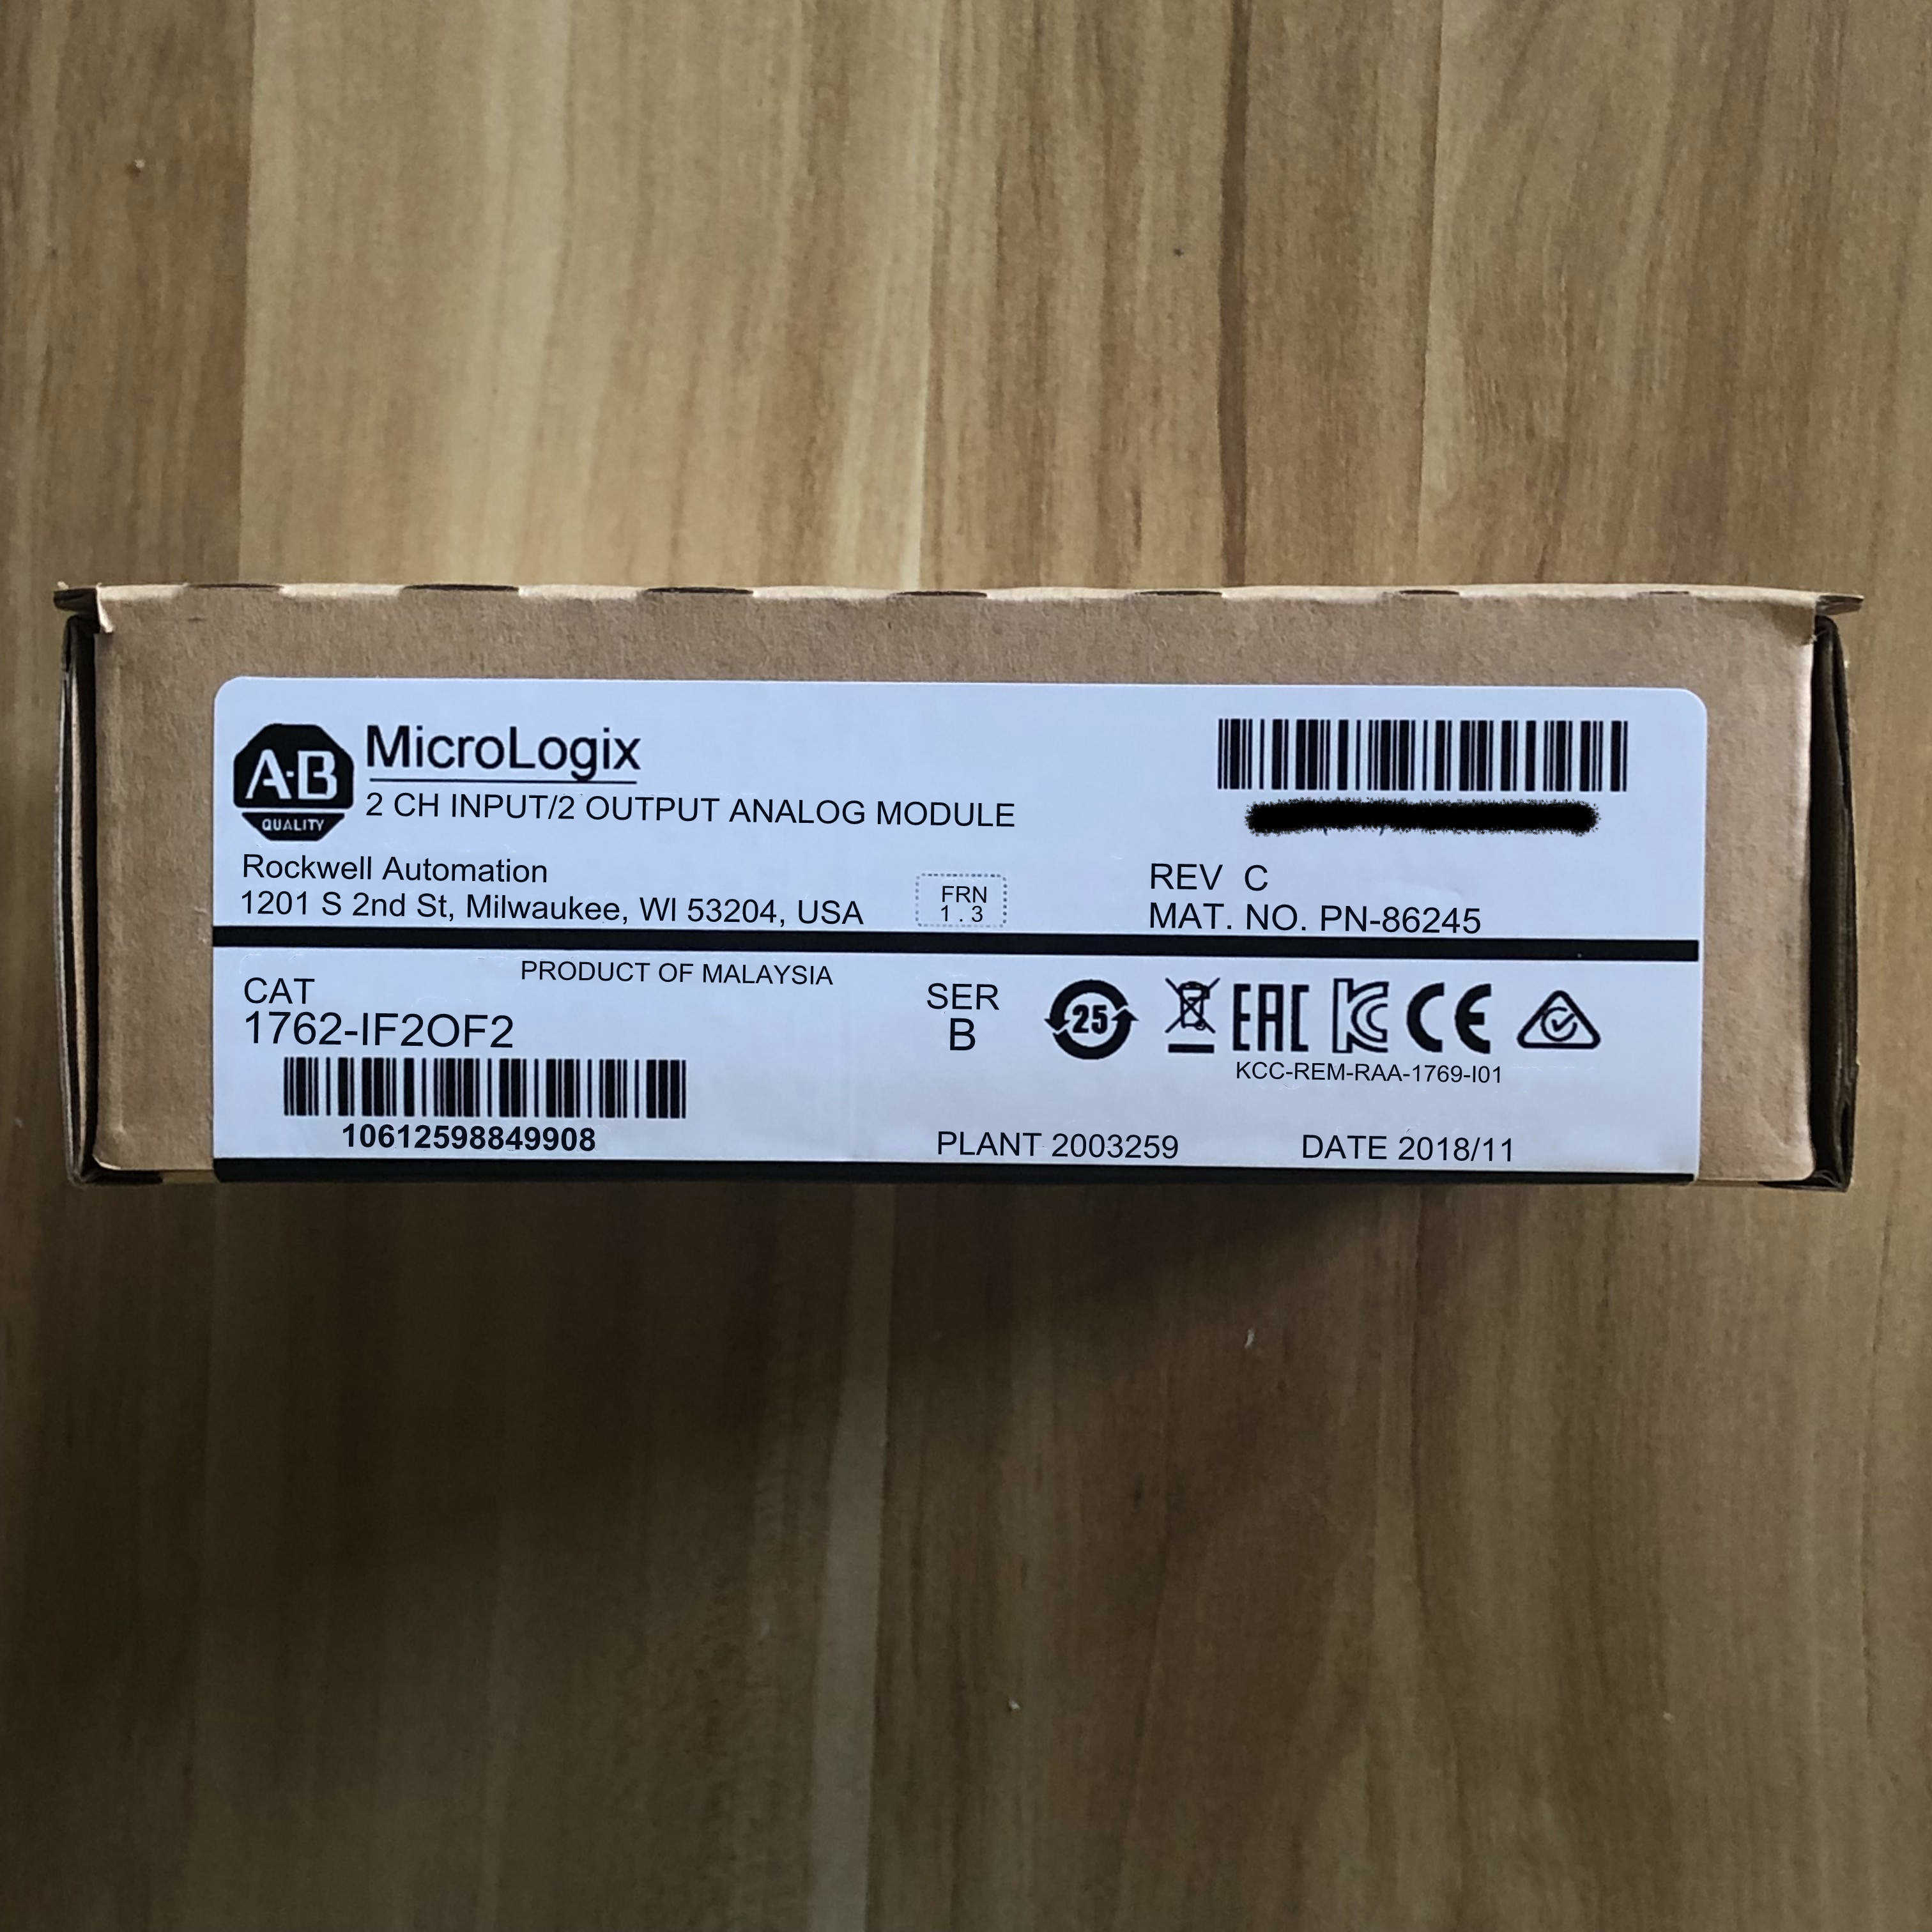 A-B
QUALITY
MicroLogix
2 CH INPUT/2 OUTPUT ANALOG MODULE
Rockwell Automation
1201 S 2nd St, Milwaukee, WI 53204, USA
FRN
1.3
REV C
MAT. NO. PN-86245
PRODUCT OF MALAYSIA
CAT
1762-IF2OF2
10612598849908
SER
B
25
EAC
KC
CE
KCC-REM-RAA-1769-I01
PLANT 2003259
DATE 2018/11